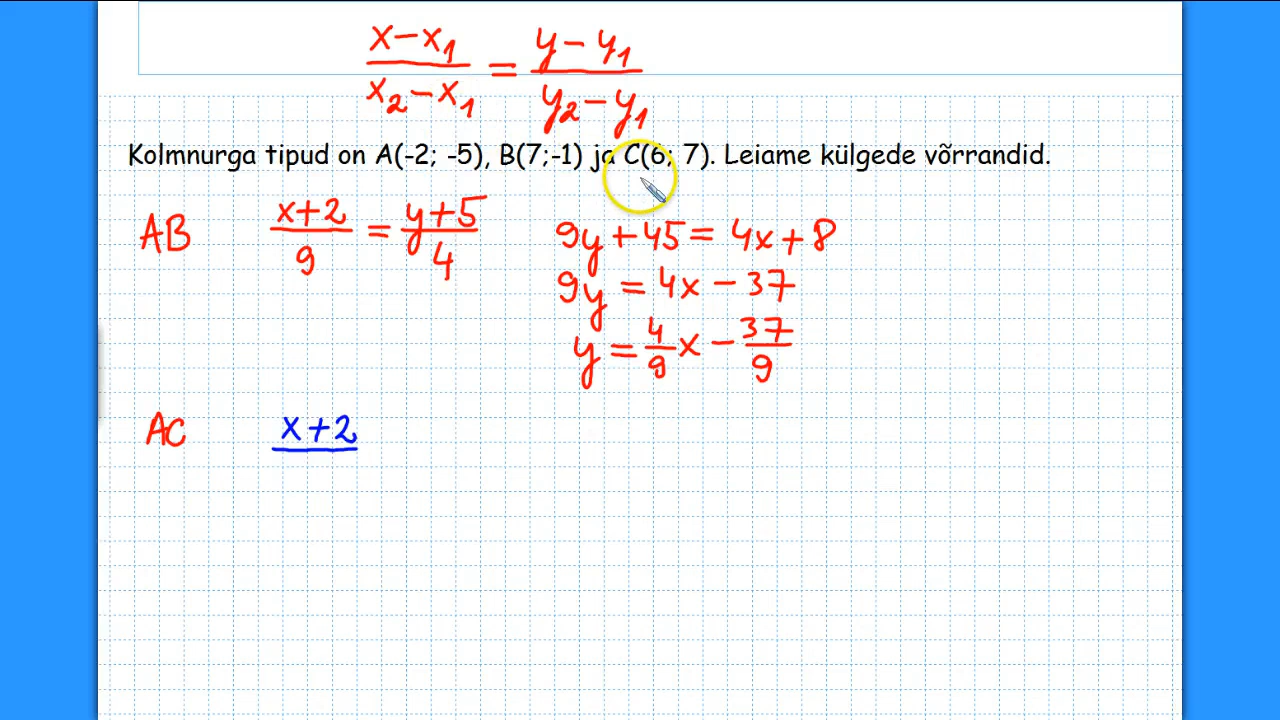 (x-x₁)/(x₂-x₁) = (y-y₁)/(y₂-y₁)
Kolmnurga tipud on A(-2; -5), B(7;-1) ja C(6; 7). Leiame külgede võrrandid.
AB (x+2)/9 = (y+5)/4 9y+45=4x+8
9y=4x-37
y=4/9x-37/9
AC x+2